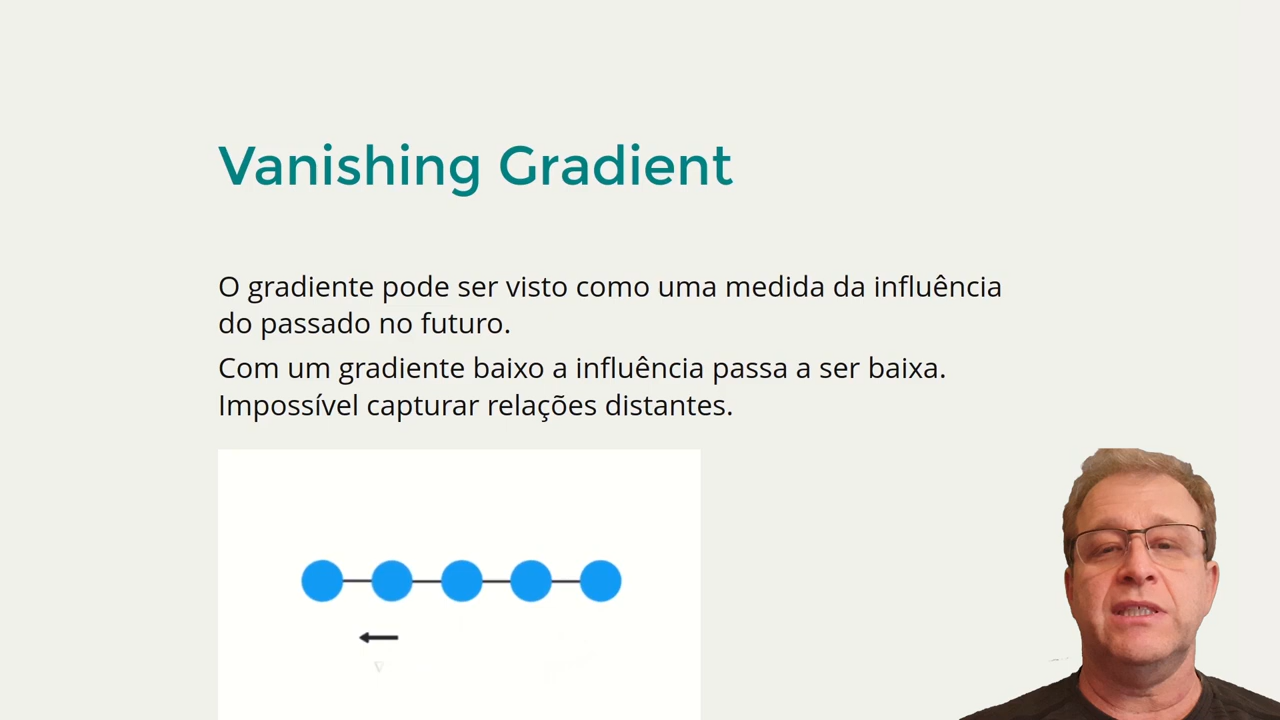 Vanishing Gradient
O gradiente pode ser visto como uma medida da influência
do passado no futuro.
Com um gradiente baixo a influência passa a ser baixa.
Impossível capturar relações distantes.
∇